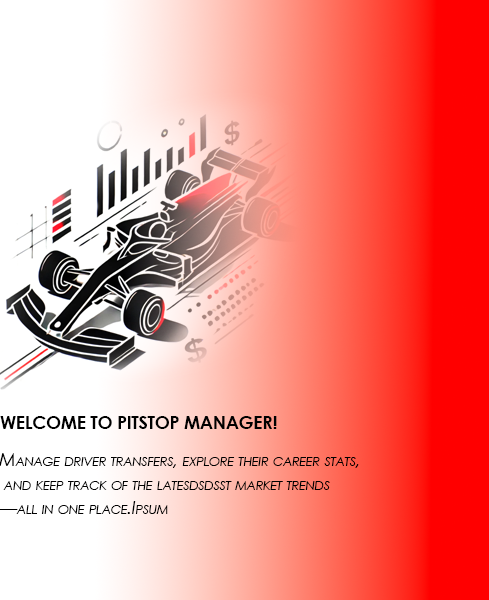 $
$
WELCOME TO PITSTOP MANAGER!
Manage driver transfers, explore their career stats,
and keep track of the latesdsdsst market trends
—all in one place.Ipsum